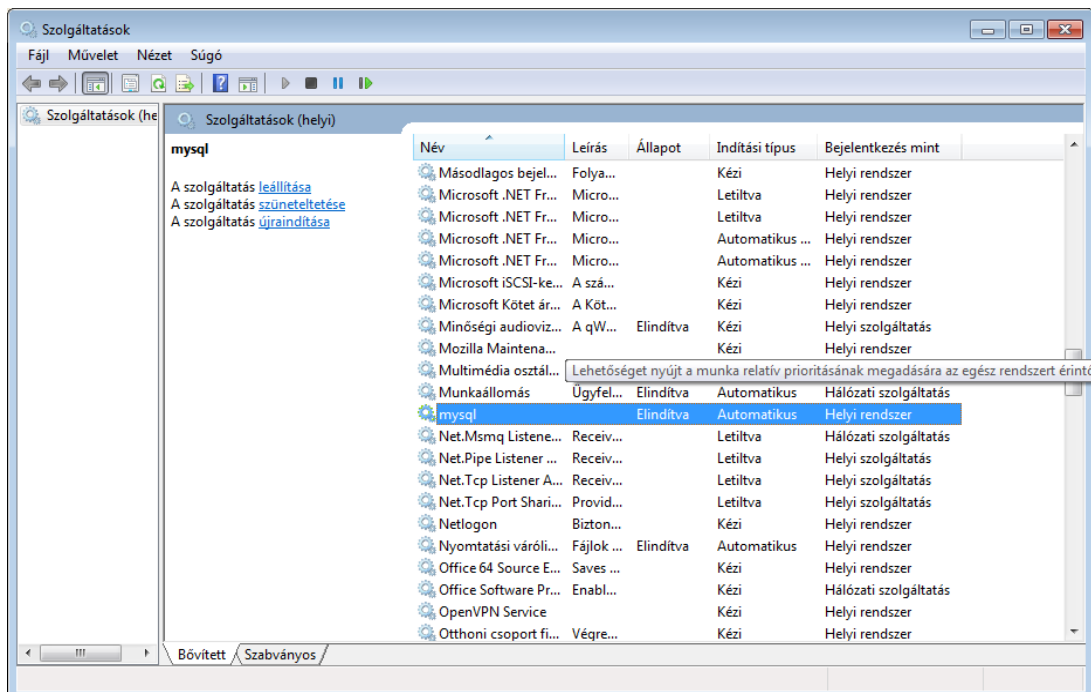 Szolgáltatások
Fájl Művelet Nézet Súgó
Szolgáltatások (he
Szolgáltatások (helyi)
mysql
A szolgáltatás leállítása
A szolgáltatás szüneteltetése
A szolgáltatás újraindítása
Név Leírás Állapot Indítási típus Bejelentkezés mint
Másodlagos bejel... Folya... Kézi Helyi rendszer
Microsoft .NET Fr... Micro... Letiltva Helyi rendszer
Microsoft .NET Fr... Micro... Letiltva Helyi rendszer
Microsoft .NET Fr... Micro... Automatikus ... Helyi rendszer
Microsoft .NET Fr... Micro... Automatikus ... Helyi rendszer
Microsoft iSCSI-ke... A szá... Kézi Helyi rendszer
Microsoft Kötet ár... A Köt... Kézi Helyi rendszer
Minőségi audioviz... A qW... Elindítva Kézi Helyi szolgáltatás
Mozilla Maintena... Kézi Helyi rendszer
Multimédia osztál... Lehetőséget nyújt a munka relatív prioritásának megadására az egész rendszert érintő
Munkaállomás Ügyfel... Elindítva Automatikus Hálózati szolgáltatás
mysql Elindítva Automatikus Helyi rendszer
Net.Msmq Listene... Receiv... Letiltva Hálózati szolgáltatás
Net.Pipe Listener ... Receiv... Letiltva Helyi szolgáltatás
Net.Tcp Listener A... Receiv... Letiltva Helyi szolgáltatás
Net.Tcp Port Shari... Provid... Letiltva Helyi szolgáltatás
Netlogon Bizton... Kézi Helyi rendszer
Nyomtatási váróli... Fájlok ... Elindítva Automatikus Helyi rendszer
Office 64 Source E... Saves ... Kézi Helyi rendszer
Office Software Pr... Enabl... Kézi Hálózati szolgáltatás
OpenVPN Service Kézi Helyi rendszer
Otthoni csoport fi... Végre... Kézi Helyi rendszer
Bővített Szabványos